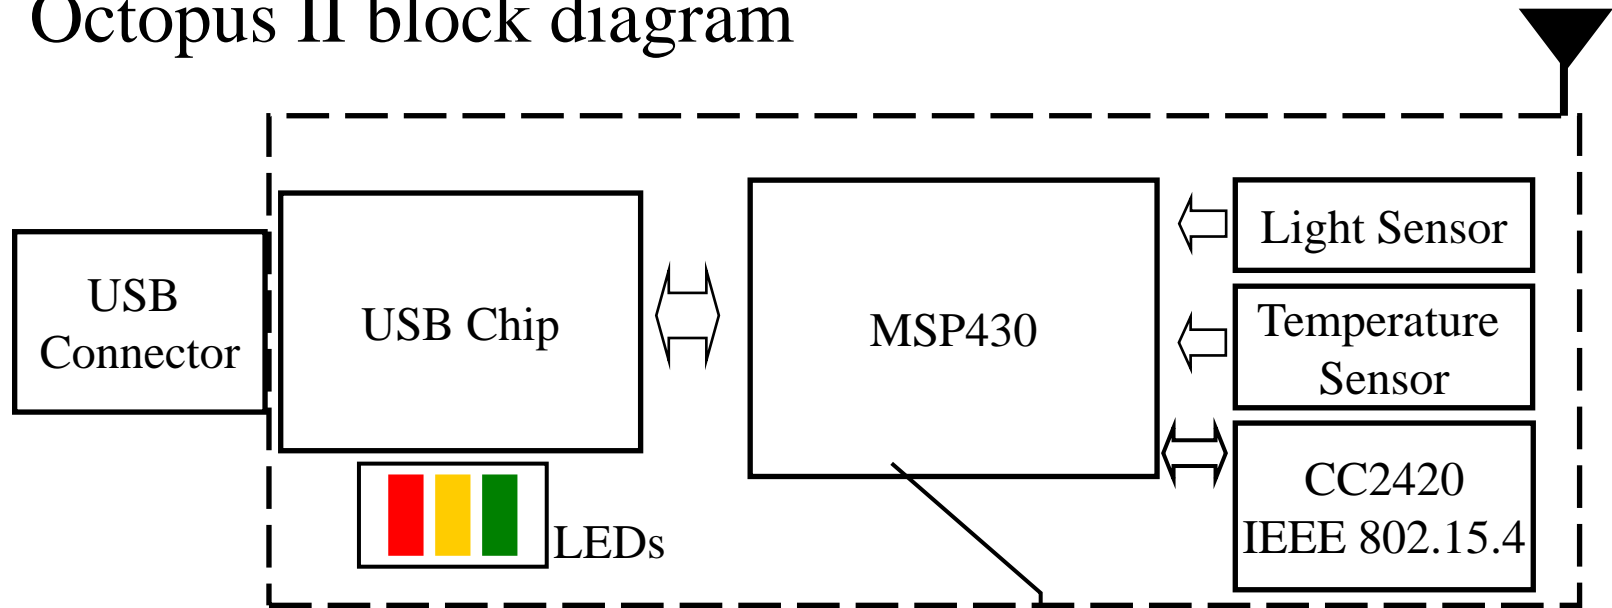 Octopus II block diagram
USB
Connector
USB Chip
MSP430
Light Sensor
Temperature
Sensor
CC2420
IEEE 802.15.4
LEDs